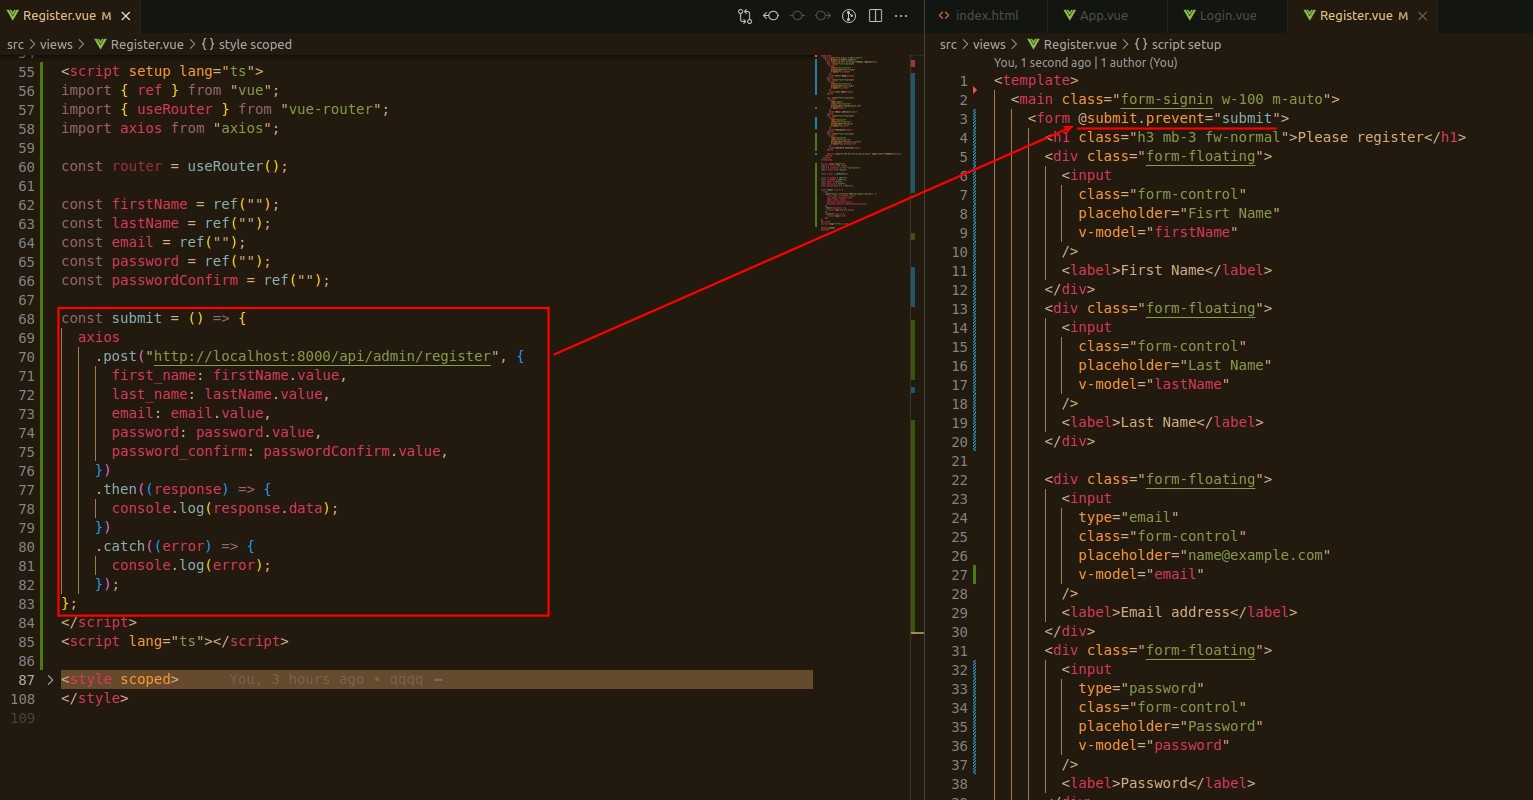 Register.vue M
src > views > Register.vue > {} style scoped
55 <script setup lang="ts">
56 import { ref } from "vue";
57 import { useRouter } from "vue-router";
58 import axios from "axios";
59
60 const router = useRouter();
61
62 const firstName = ref("");
63 const lastName = ref("");
64 const email = ref("");
65 const password = ref("");
66 const passwordConfirm = ref("");
67
68 const submit = () => {
69 axios
70 .post("http://localhost:8000/api/admin/register", {
71 first_name: firstName.value,
72 last_name: lastName.value,
73 email: email.value,
74 password: password.value,
75 password_confirm: passwordConfirm.value,
76 })
77 .then((response) => {
78 console.log(response.data);
79 })
80 .catch((error) => {
81 console.log(error);
82 });
83 };
84 </script>
85 <script lang="ts"></script>
86
87 <style scoped> You, 3 hours ago • qqqq —
108 </style>
109
index.html App.vue Login.vue Register.vue M
src > views > Register.vue > {} script setup
You, 1 second ago | 1 author (You)
1 <template>
2 <main class="form-signin w-100 m-auto">
3 <form @submit.prevent="submit">
4 <h1 class="h3 mb-3 fw-normal">Please register</h1>
5 <div class="form-floating">
6 <input
7 class="form-control"
8 placeholder="Fisrt Name"
9 v-model="firstName"
10 />
11 <label>First Name</label>
12 </div>
13 <div class="form-floating">
14 <input
15 class="form-control"
16 placeholder="Last Name"
17 v-model="lastName"
18 />
19 <label>Last Name</label>
20 </div>
21
22 <div class="form-floating">
23 <input
24 type="email"
25 class="form-control"
26 placeholder="name@example.com"
27 v-model="email"
28 />
29 <label>Email address</label>
30 </div>
31 <div class="form-floating">
32 <input
33 type="password"
34 class="form-control"
35 placeholder="Password"
36 v-model="password"
37 />
38 <label>Password</label>